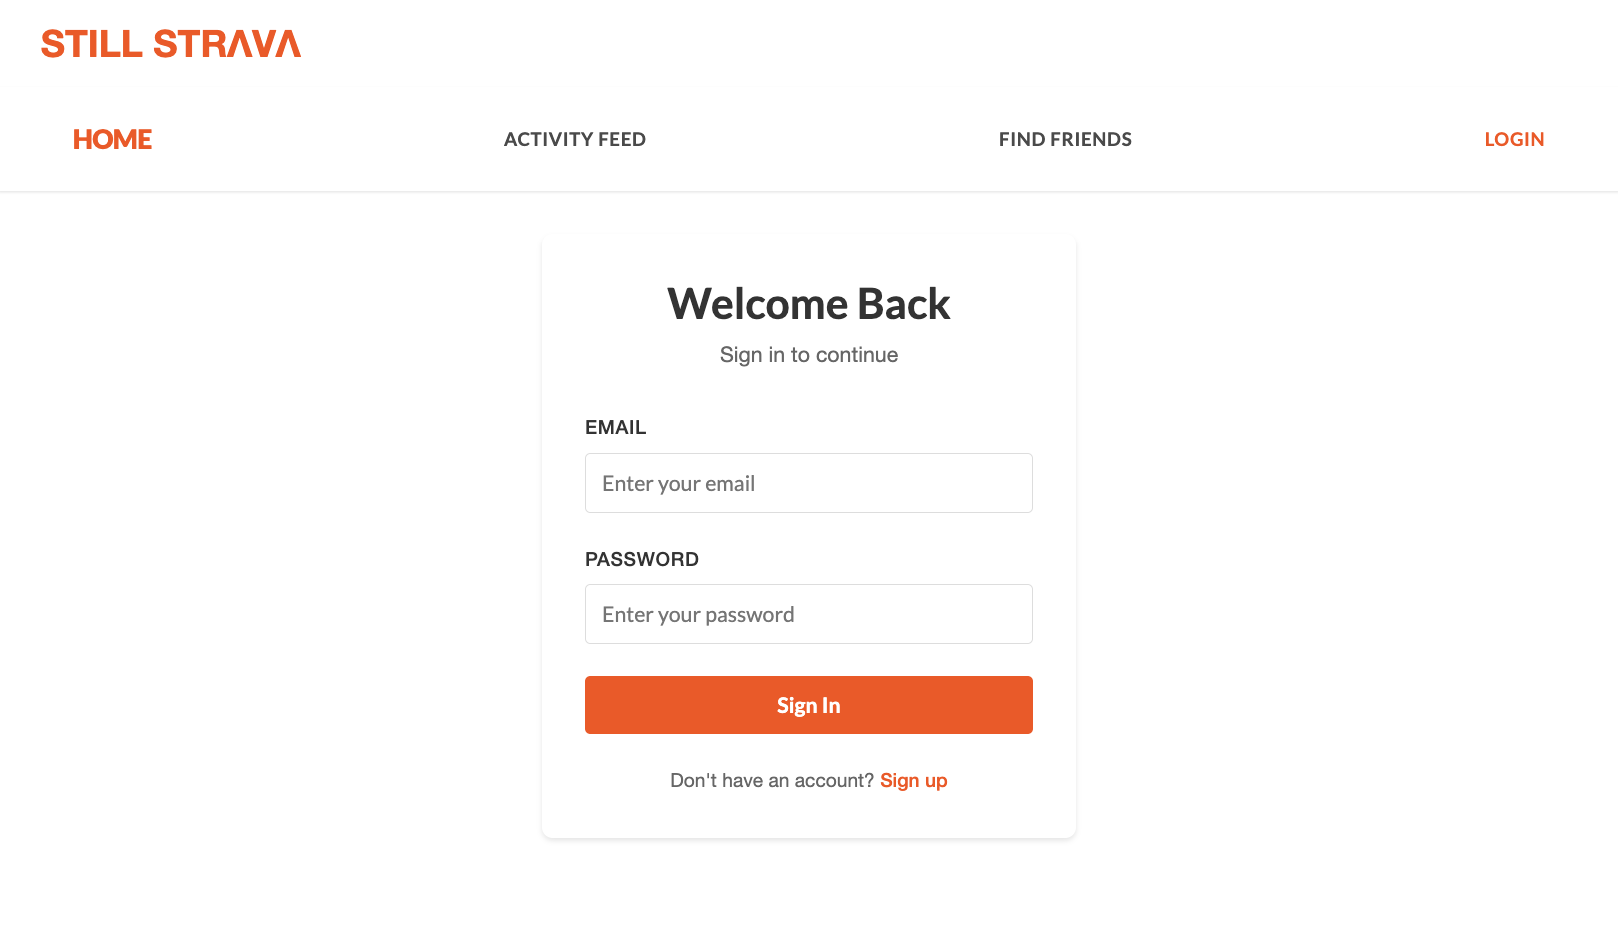 STILL STRAVA
HOME
ACTIVITY FEED
FIND FRIENDS
LOGIN
Welcome Back
Sign in to continue
EMAIL
Enter your email
PASSWORD
Enter your password
Sign In
Don't have an account? Sign up